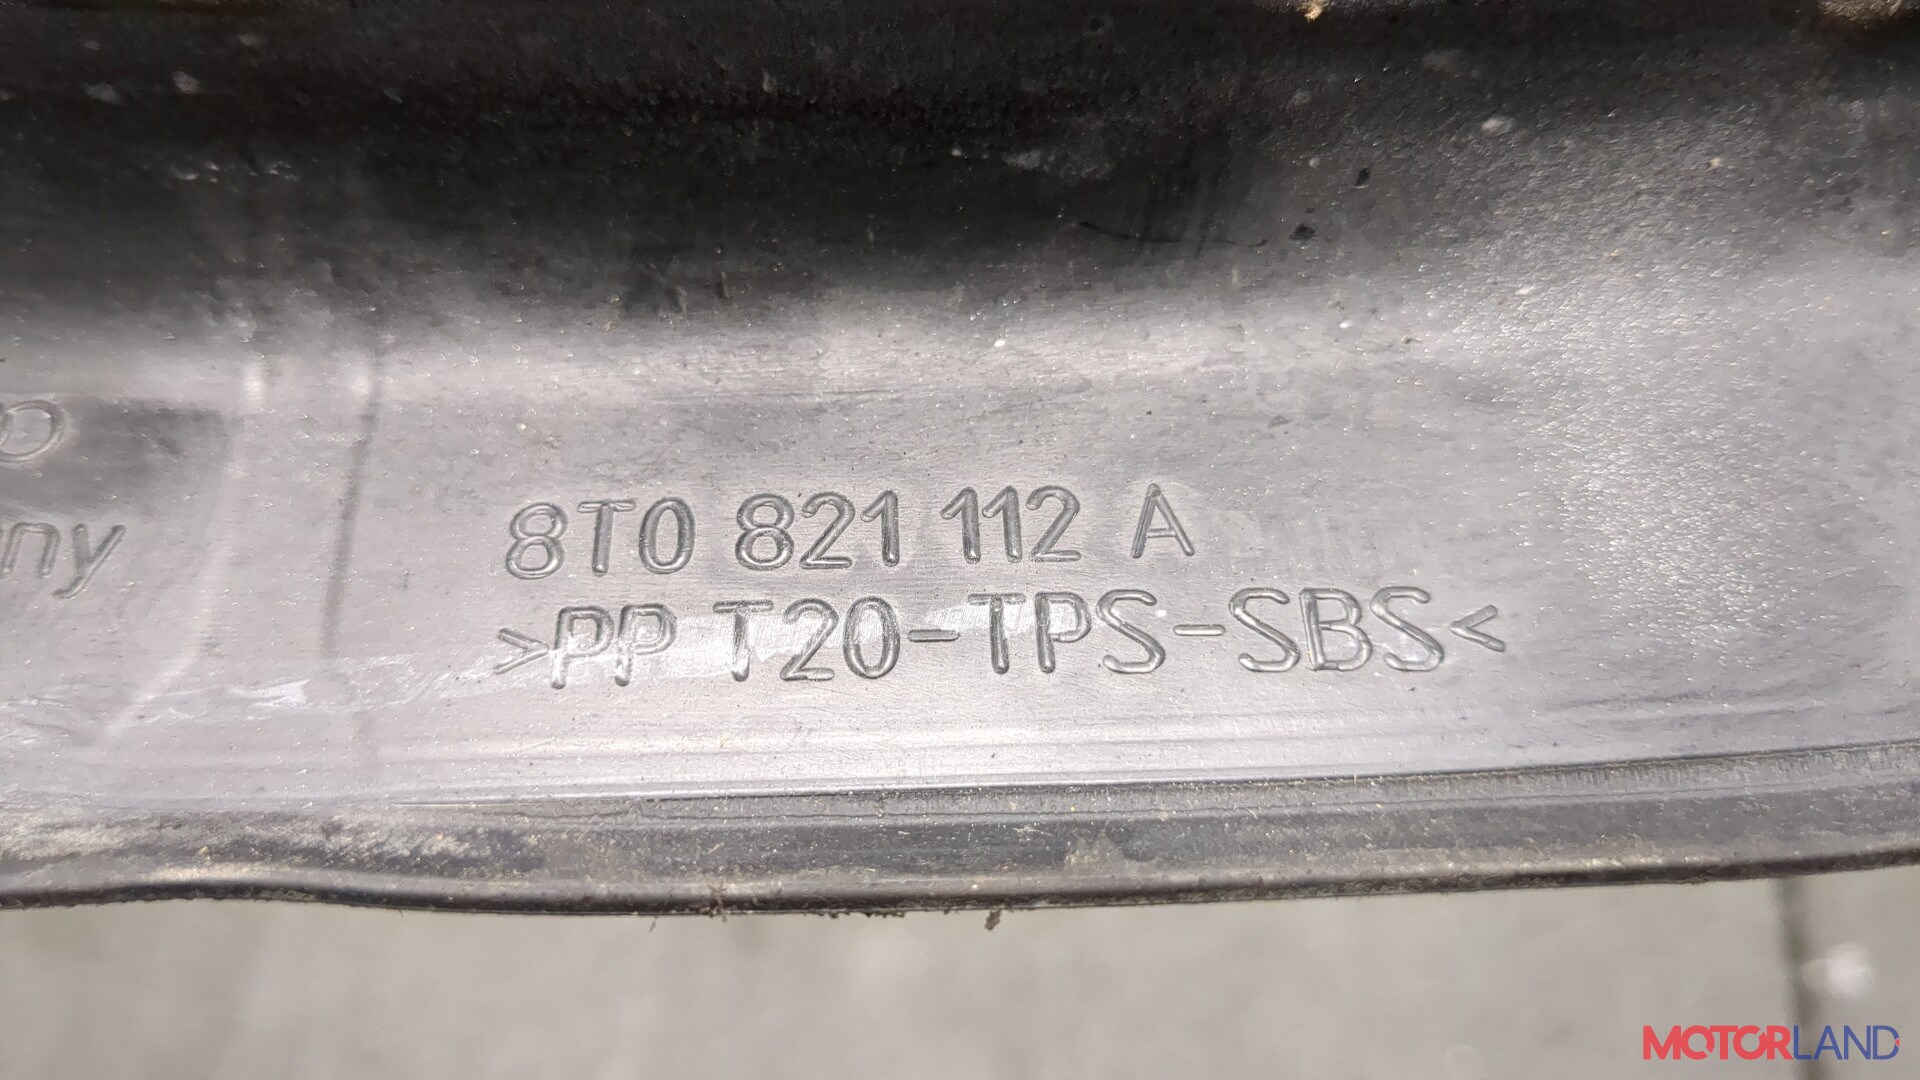 8T0 821 112 A
>PP T20-TPS-SBS<
MOTORLAND